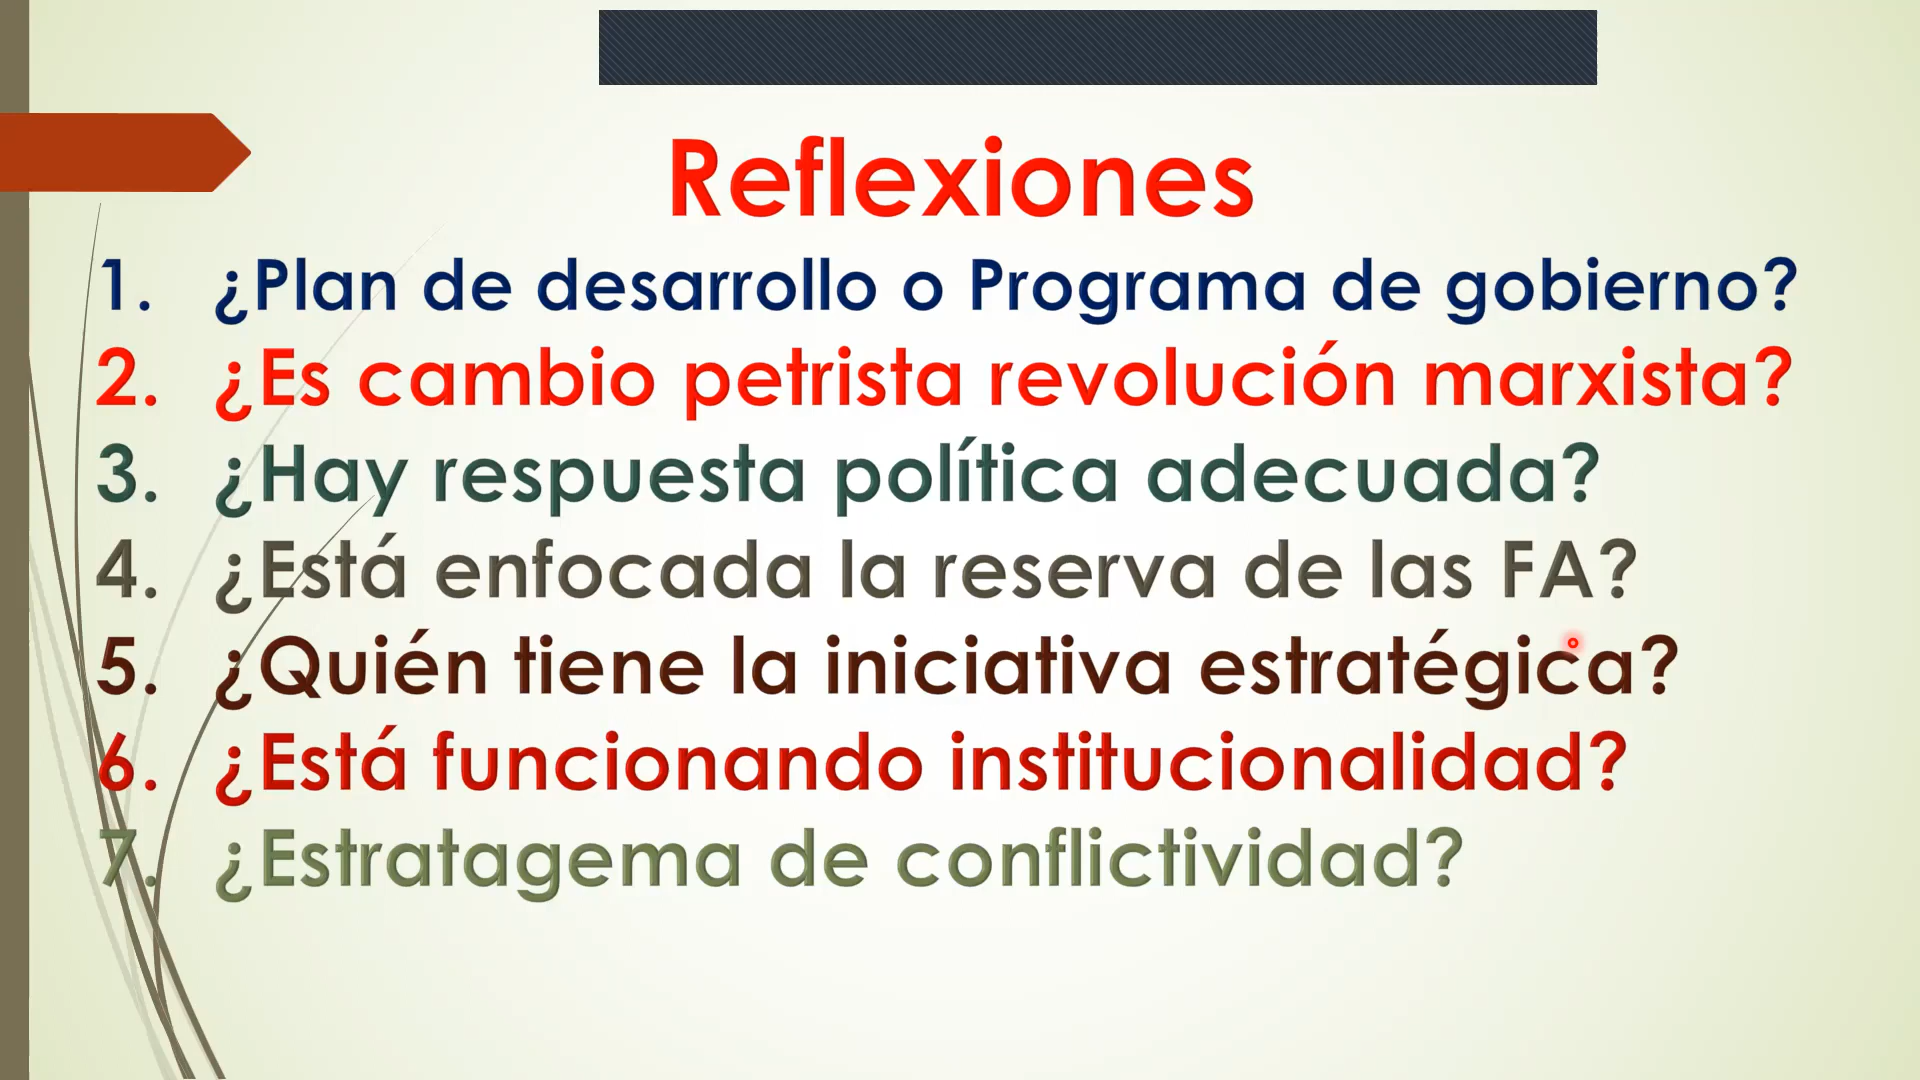 Reflexiones
1. ¿Plan de desarrollo o Programa de gobierno?
2. ¿Es cambio petrista revolución marxista?
3. ¿Hay respuesta política adecuada?
4. ¿Está enfocada la reserva de las FA?
5. ¿Quién tiene la iniciativa estratégica?
6. ¿Está funcionando institucionalidad?
7. ¿Estratagema de conflictividad?